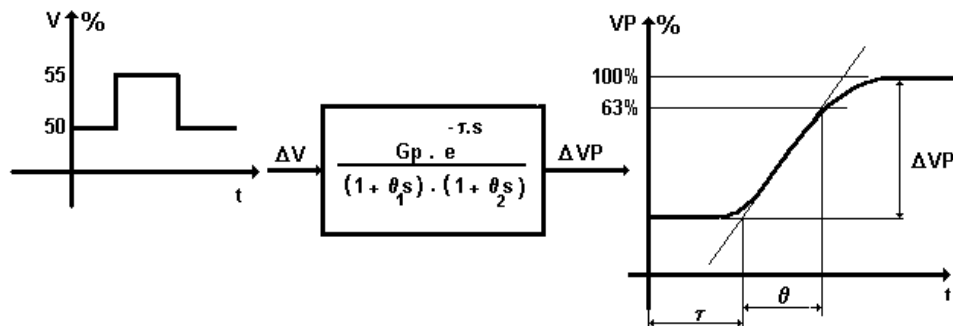 V %
55
50
t
ΔV
Gp . e -τ.s
(1 + θ1s) . (1 + θ2s)
ΔVP
VP %
100%
63%
ΔVP
t
θ
τ